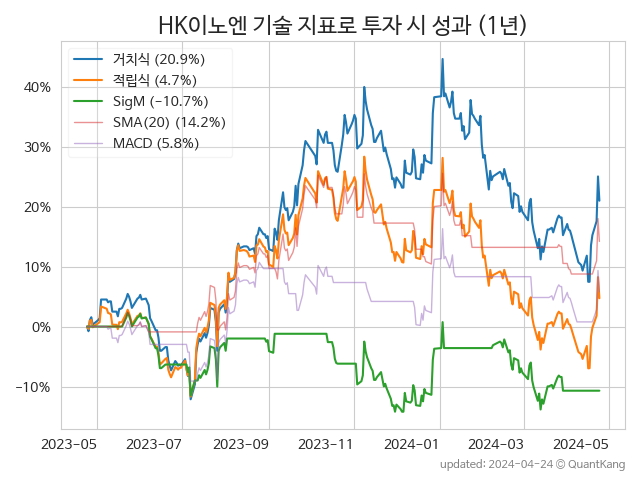 HK이노엔 기술 지표로 투자 시 성과 (1년)
거치식 (20.9%)
적립식 (4.7%)
SigM (−10.7%)
SMA(20) (14.2%)
MACD (5.8%)
40%
30%
20%
10%
0%
−10%
2023-05 2023-07 2023-09 2023-11 2024-01 2024-03 2024-05
updated: 2024-04-24 © QuantKang